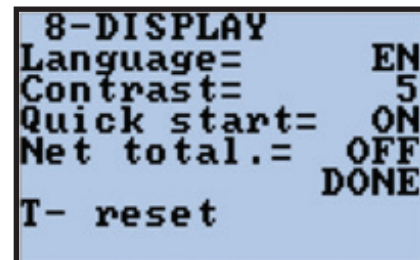 8-DISPLAY
Language= EN
Contrast= 5
Quick start= ON
Net total.= OFF
DONE
T- reset